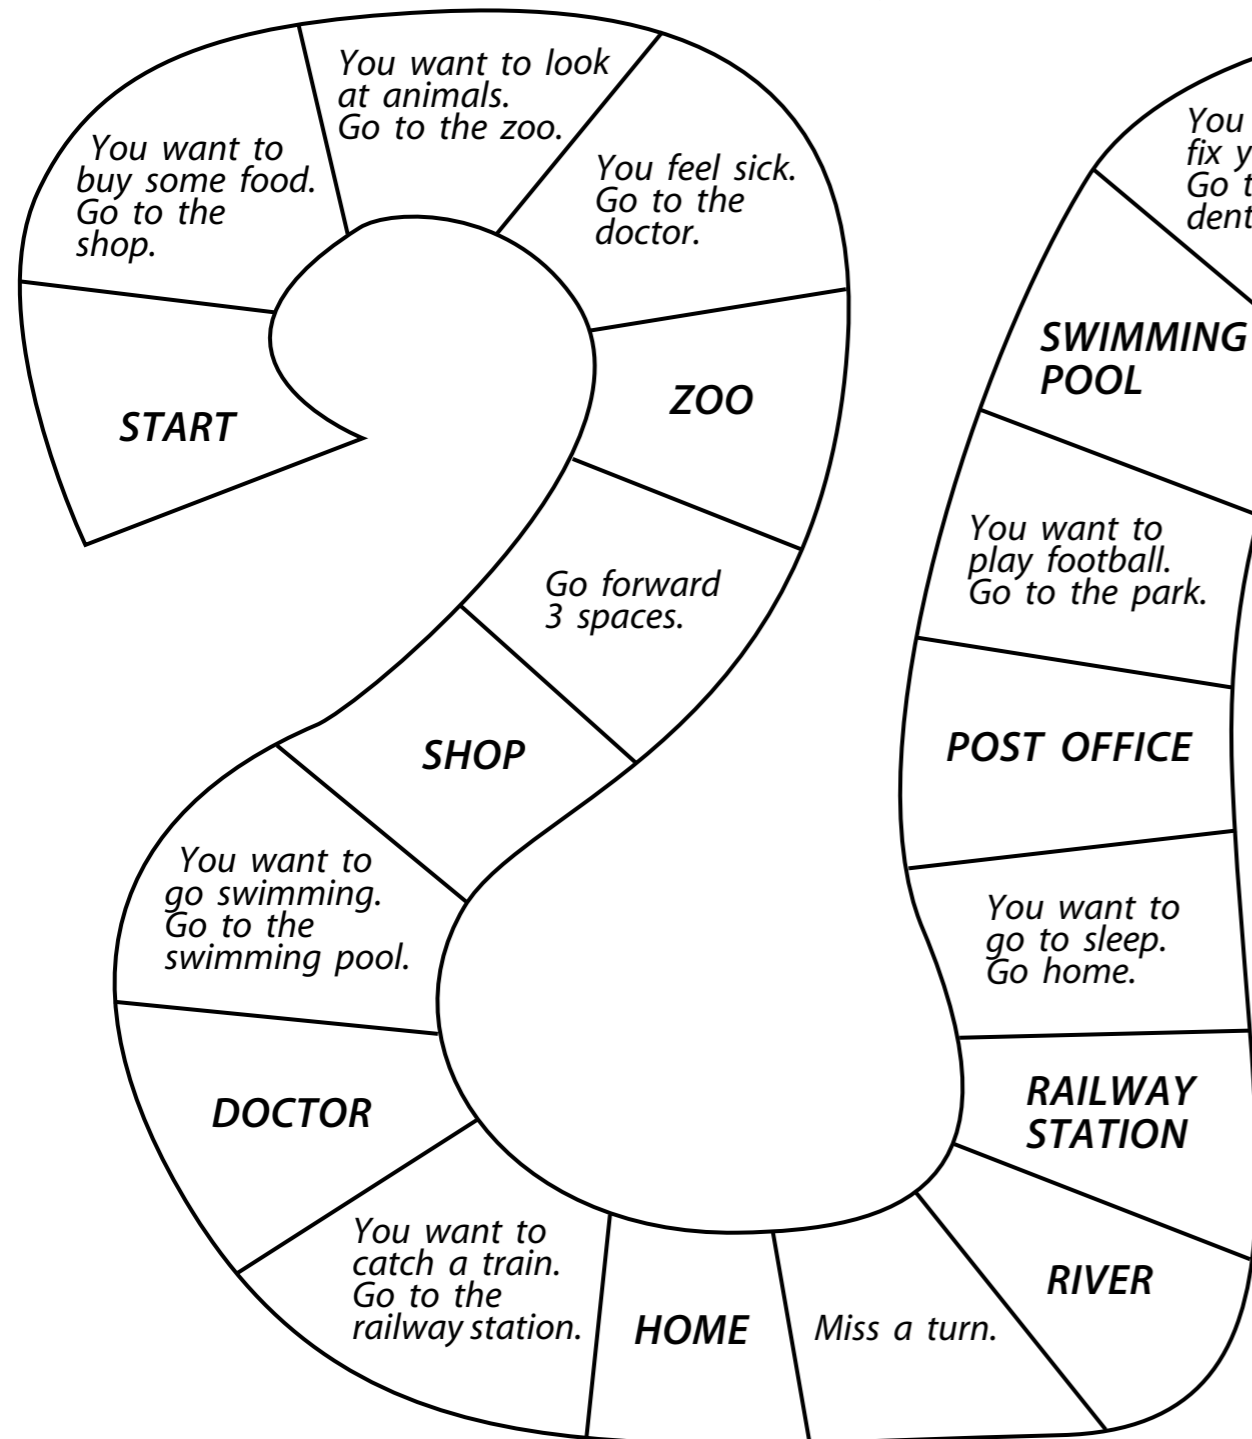 START
You want to
buy some food.
Go to the
shop.
You want to look
at animals.
Go to the zoo.
You feel sick.
Go to the
doctor.
ZOO
Go forward
3 spaces.
SHOP
You want to
go swimming.
Go to the
swimming pool.
DOCTOR
You want to
catch a train.
Go to the
railway station.
HOME
Miss a turn.
RIVER
RAILWAY
STATION
You want to
go to sleep.
Go home.
POST OFFICE
You want to
play football.
Go to the park.
SWIMMING
POOL
You
fix
Go